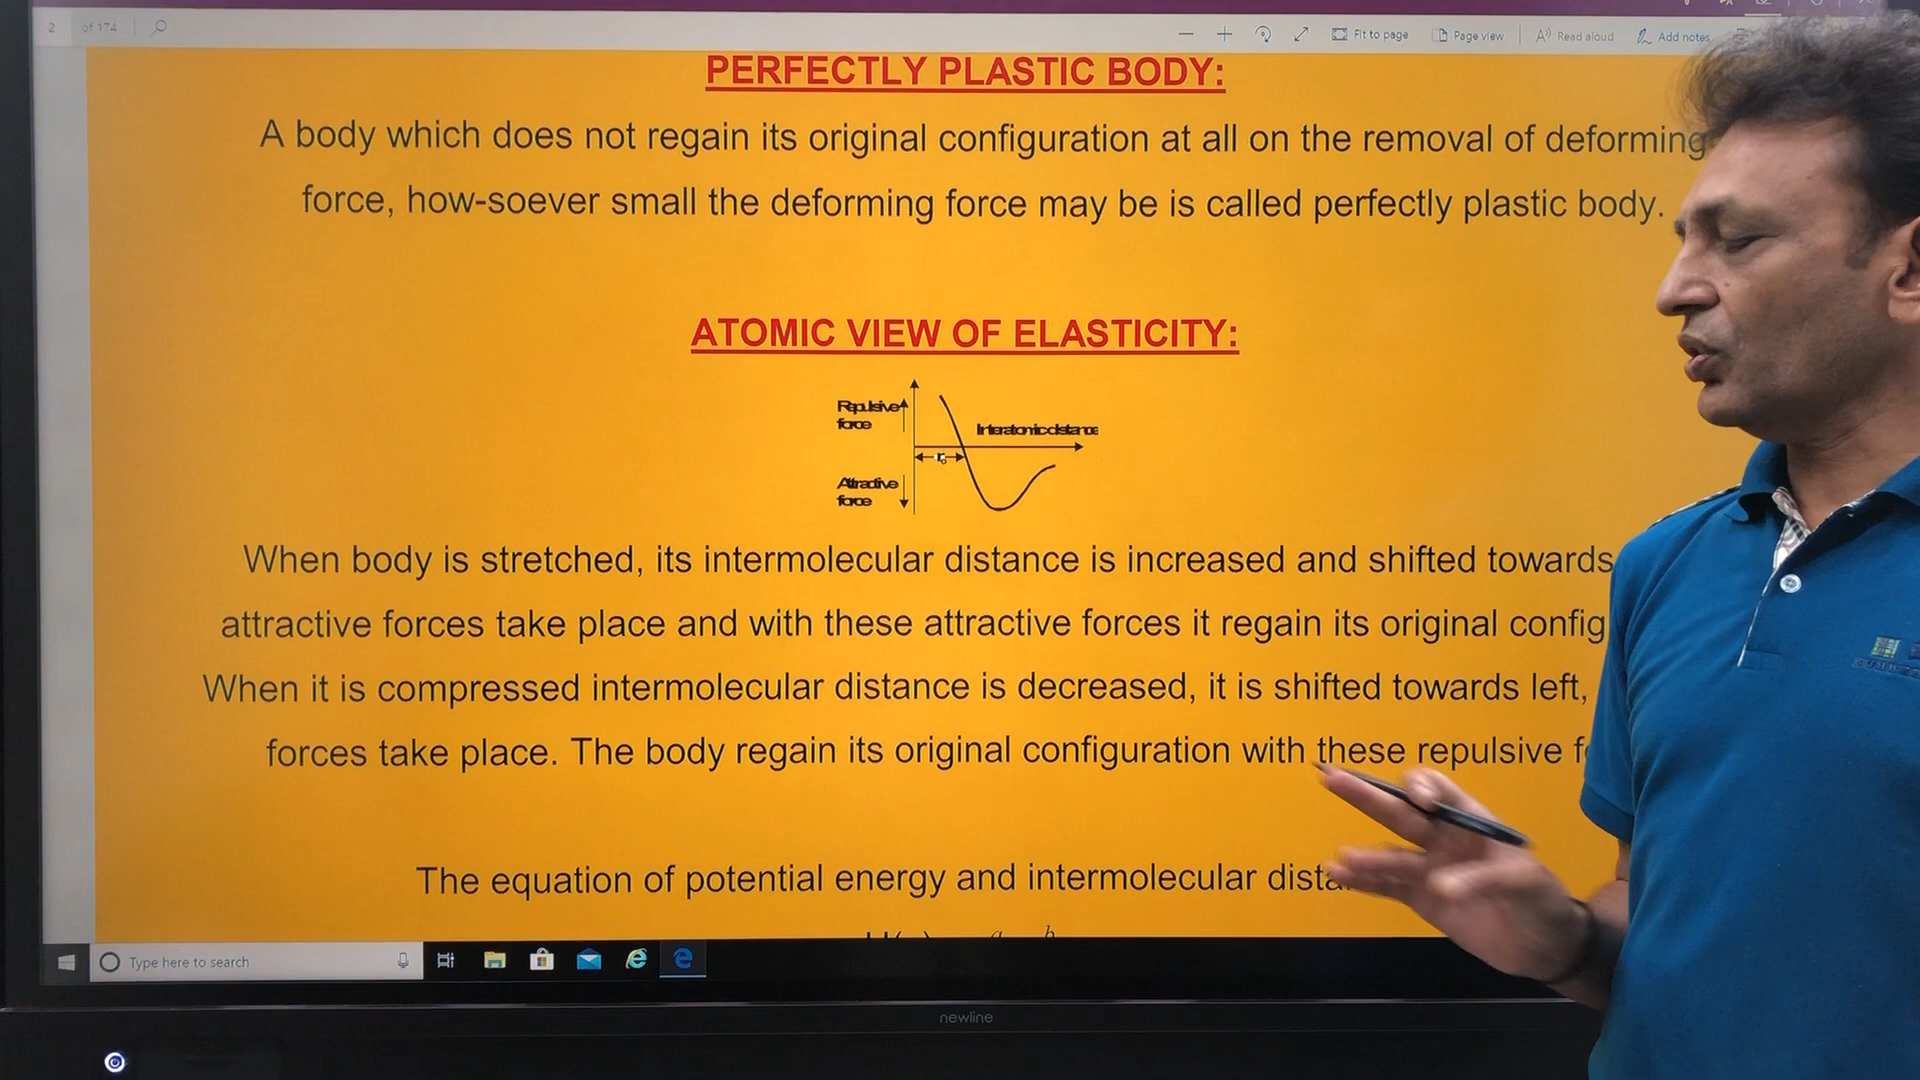 2 of 174
Fit to page
Page view
Read aloud
Add notes
PERFECTLY PLASTIC BODY:
A body which does not regain its original configuration at all on the removal of deforming
force, how-soever small the deforming force may be is called perfectly plastic body.
ATOMIC VIEW OF ELASTICITY:
Repulsive
force
Interatomic distance
r₀
Attractive
force
When body is stretched, its intermolecular distance is increased and shifted towards
attractive forces take place and with these attractive forces it regain its original config
When it is compressed intermolecular distance is decreased, it is shifted towards left,
forces take place. The body regain its original configuration with these repulsive f
The equation of potential energy and intermolecular dista
a b
Type here to search
newline